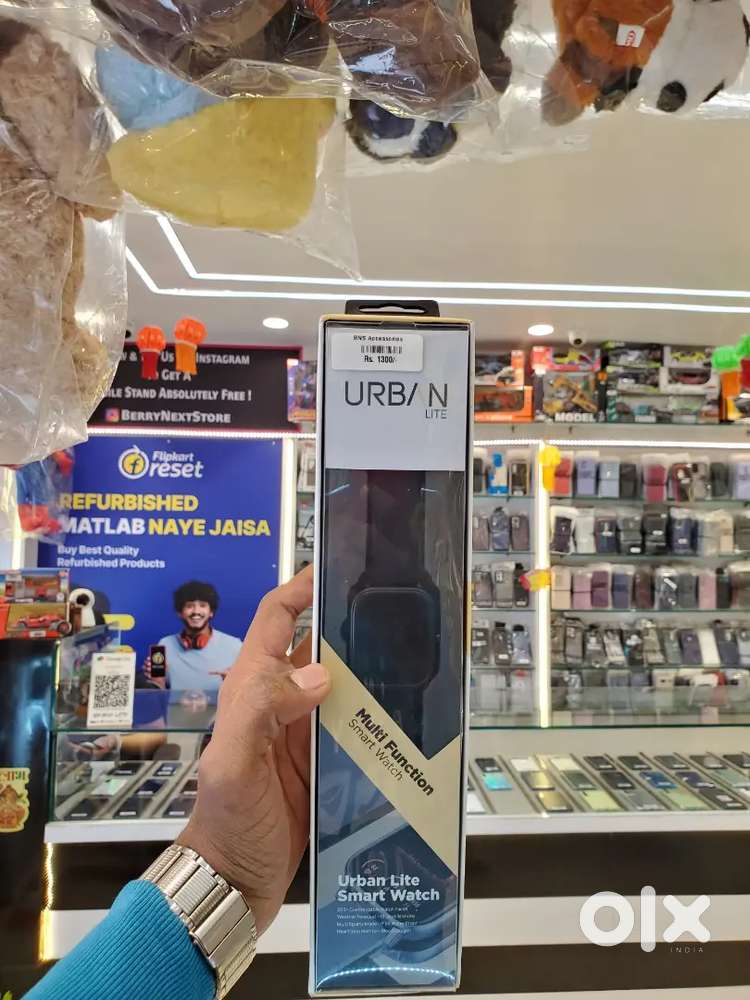 BNS Accessories
Rs. 1300/-
URBAN
LITE
Multi Function
Smart Watch
Urban Lite
Smart Watch
& US INSTAGRAM
GET A
STAND ABSOLUTELY FREE !
BERRYNEXTSTORE
Flipkart
reset
REFURBISHED
MATLAB NAYE JAISA
Buy Best Quality
Refurbished Products
MODEL
olx
INDIA